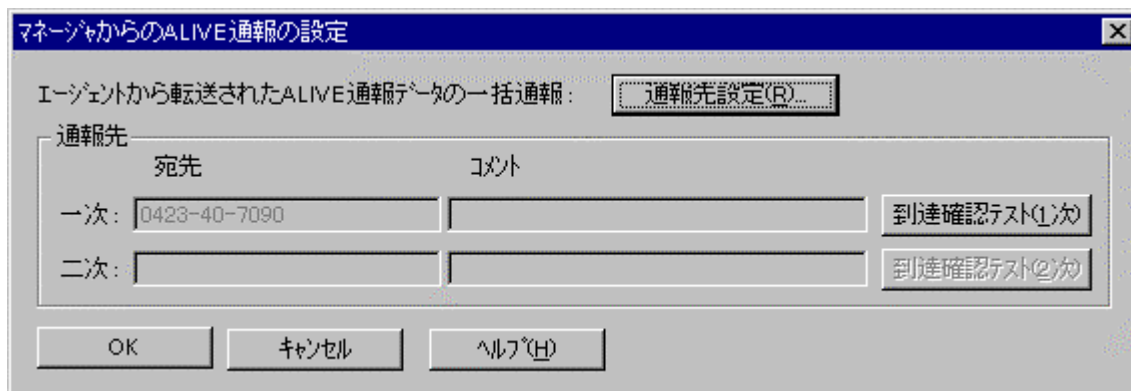 マネージャからのALIVE通報の設定
エージェントから転送されたALIVE通報データの一括通報: 通報先設定(R)...
通報先
宛先 コメント
一次: 0423-40-7090 到達確認テスト(1)次)
二次: 到達確認テスト(2)次)
OK キャンセル ヘルプ(H)